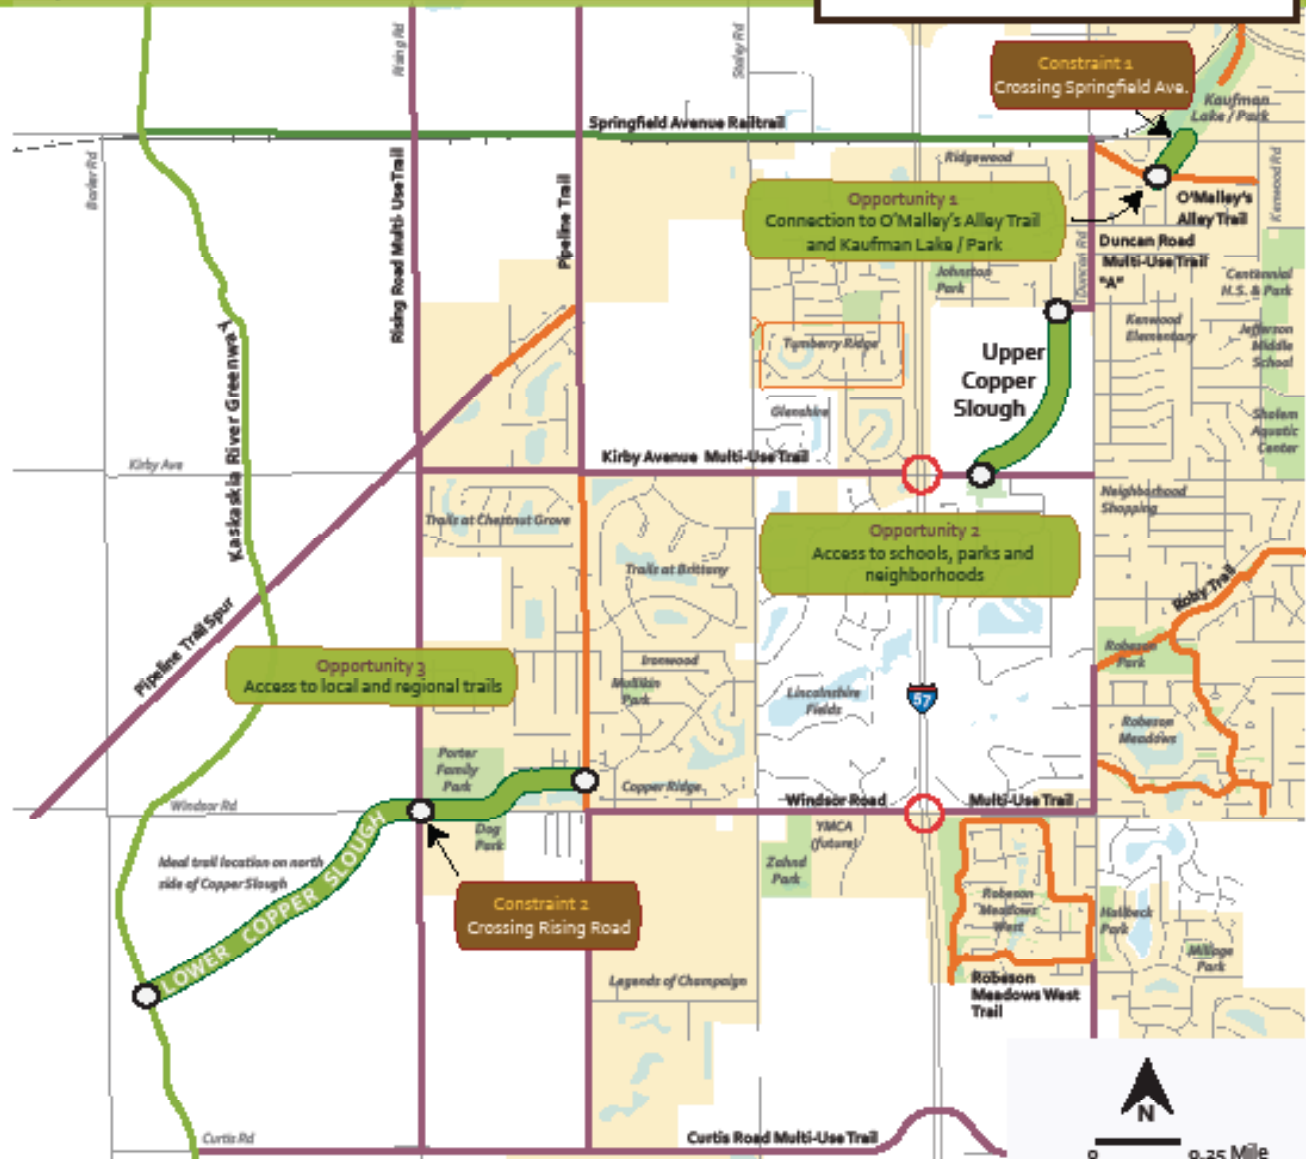 Rising Rd
Staley Rd
Constraint 1
Crossing Springfield Ave.
Kaufman
Lake / Park
Springfield Avenue Railtrail
Barker Rd
Rising Road Multi-Use Trail
Pipeline Trail
Ridgewood
Kenwood Rd
Opportunity 1
Connection to O'Malley's Alley Trail
and Kaufman Lake / Park
O'Malley's
Alley Trail
Duncan Rd
Duncan Road
Multi-Use Trail
"A"
Johnston
Park
Centennial
H.S. & Park
Kenwood
Elementary
Jefferson
Middle
School
Turnberry Ridge
Upper
Copper
Slough
Glenshire
Sholem
Aquatic
Center
Kaskaskia River Greenway
Kirby Ave
Kirby Avenue Multi-Use Trail
Neighborhood
Shopping
Trails at Chestnut Grove
Opportunity 2
Access to schools, parks and
neighborhoods
Trails at Brittany
Roby Trail
Pipeline Trail Spur
Opportunity 3
Access to local and regional trails
Ironwood
Mullikin
Park
Robeson
Park
Lincolnshire
Fields
57
Robeson
Meadows
Porter
Family
Park
Copper Ridge
Windsor Rd
Windsor Road Multi-Use Trail
Dog
Park
YMCA
(future)
Zahnd
Park
Ideal trail location on north
side of Copper Slough
LOWER COPPER SLOUGH
Constraint 2
Crossing Rising Road
Robeson
Meadows
West
Hallbeck
Park
Millage
Park
Legends of Champaign
Robeson
Meadows West
Trail
Curtis Rd
Curtis Road Multi-Use Trail
N
0 0.25 Mile